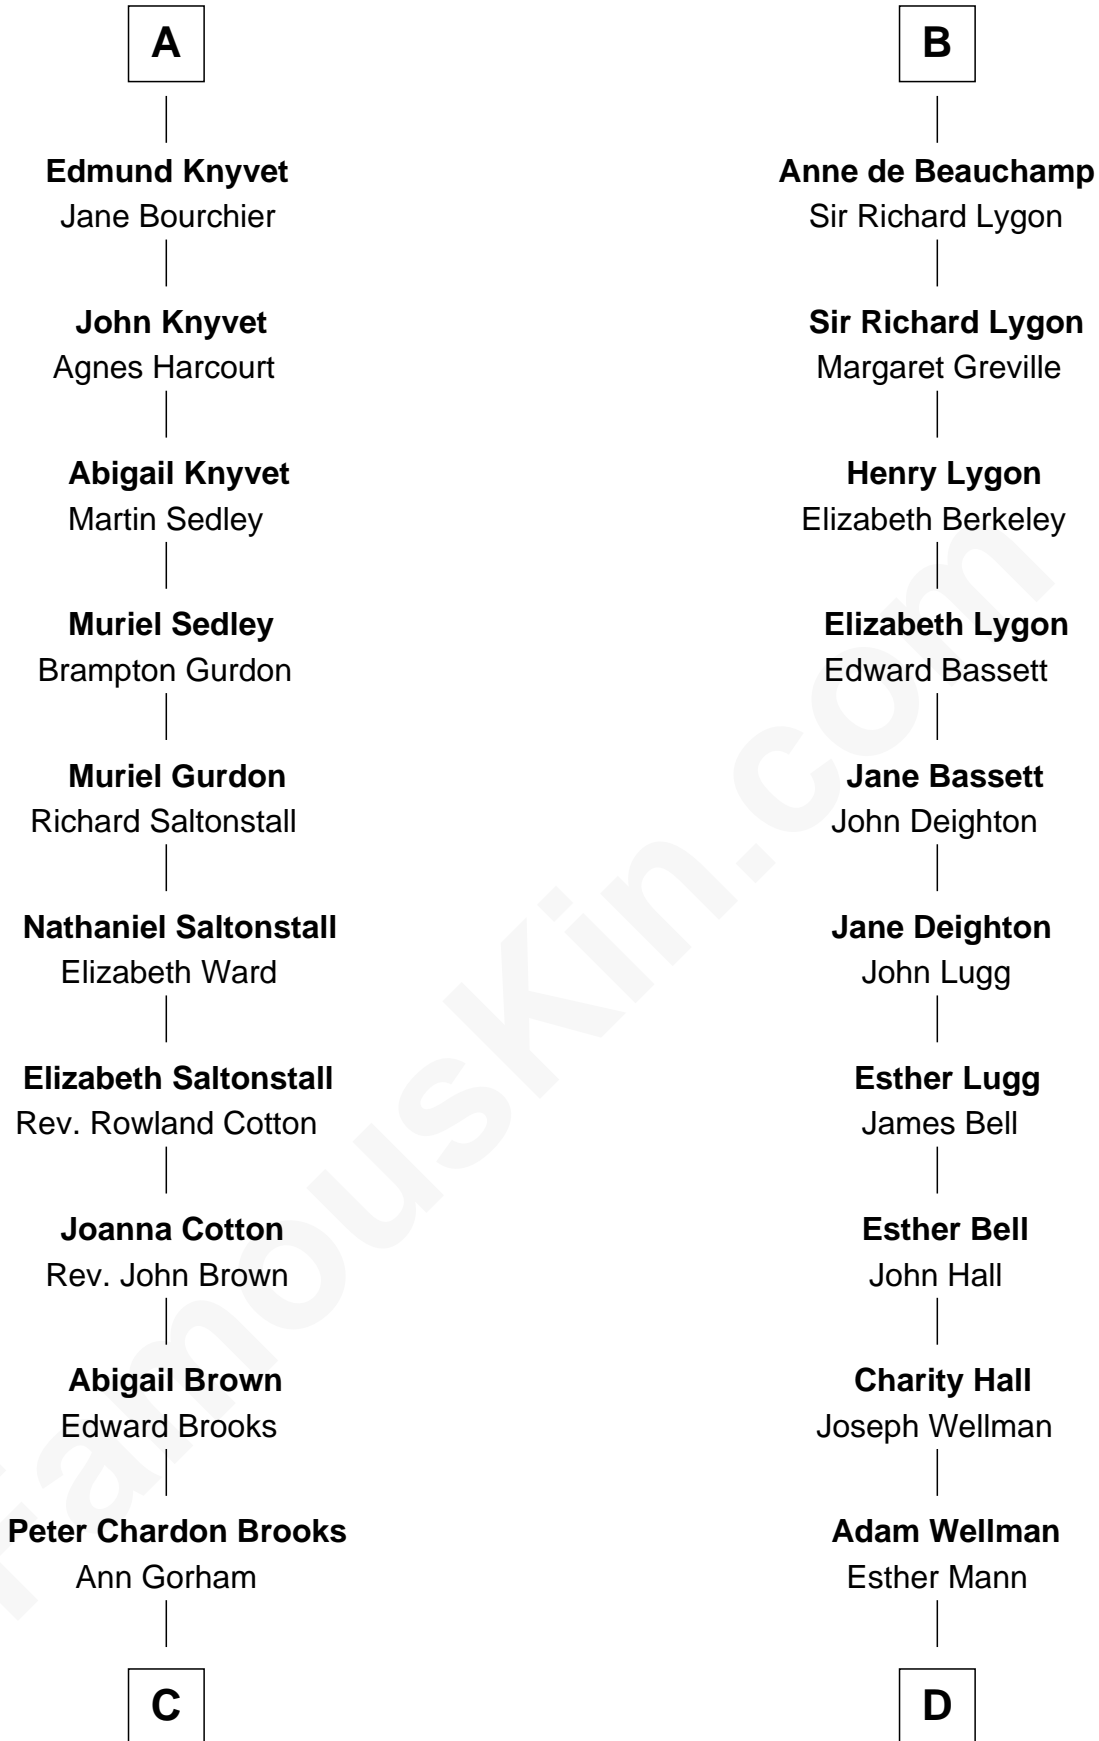 A
Edmund Knyvet
Jane Bourchier
John Knyvet
Agnes Harcourt
Abigail Knyvet
Martin Sedley
Muriel Sedley
Brampton Gurdon
Muriel Gurdon
Richard Saltonstall
Nathaniel Saltonstall
Elizabeth Ward
Elizabeth Saltonstall
Rev. Rowland Cotton
Joanna Cotton
Rev. John Brown
Abigail Brown
Edward Brooks
Peter Chardon Brooks
Ann Gorham
C
B
Anne de Beauchamp
Sir Richard Lygon
Sir Richard Lygon
Margaret Greville
Henry Lygon
Elizabeth Berkeley
Elizabeth Lygon
Edward Bassett
Jane Bassett
John Deighton
Jane Deighton
John Lugg
Esther Lugg
James Bell
Esther Bell
John Hall
Charity Hall
Joseph Wellman
Adam Wellman
Esther Mann
D
FamousKin.com